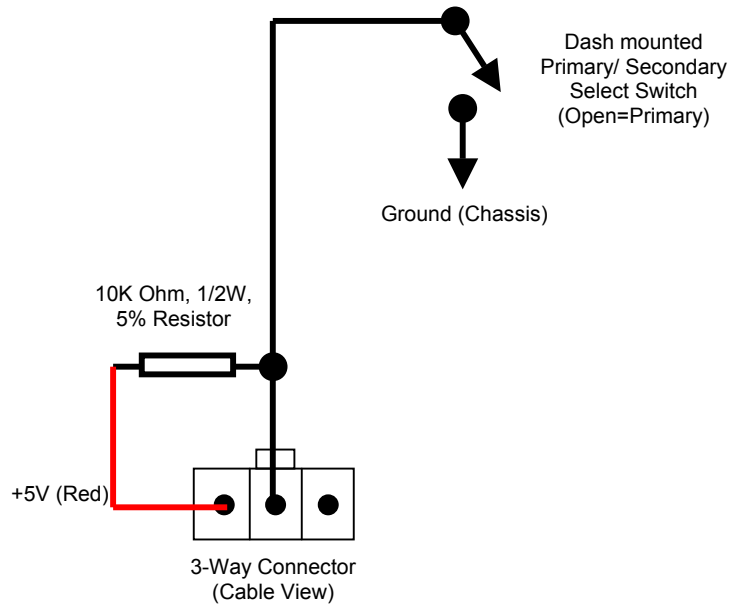 Dash mounted
Primary/ Secondary
Select Switch
(Open=Primary)
Ground (Chassis)
10K Ohm, 1/2W,
5% Resistor
+5V (Red)
3-Way Connector
(Cable View)